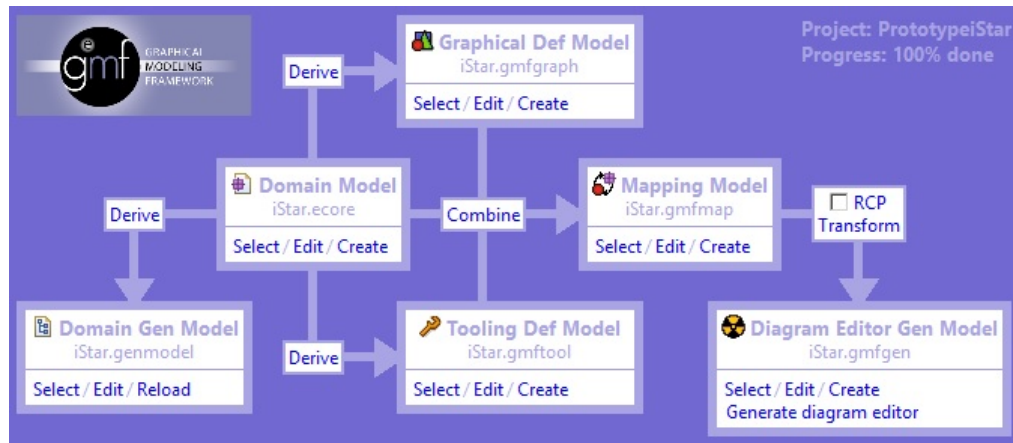 e
gmf
GRAPHICAL
MODELING
FRAMEWORK
Project: PrototypeiStar
Progress: 100% done
Graphical Def Model
iStar.gmfgraph
Select / Edit / Create
Derive
Domain Model
iStar.ecore
Select / Edit / Create
Derive
Combine
Mapping Model
iStar.gmfmap
Select / Edit / Create
RCP
Transform
Domain Gen Model
iStar.genmodel
Select / Edit / Reload
Derive
Tooling Def Model
iStar.gmftool
Select / Edit / Create
Diagram Editor Gen Model
iStar.gmfgen
Select / Edit / Create
Generate diagram editor